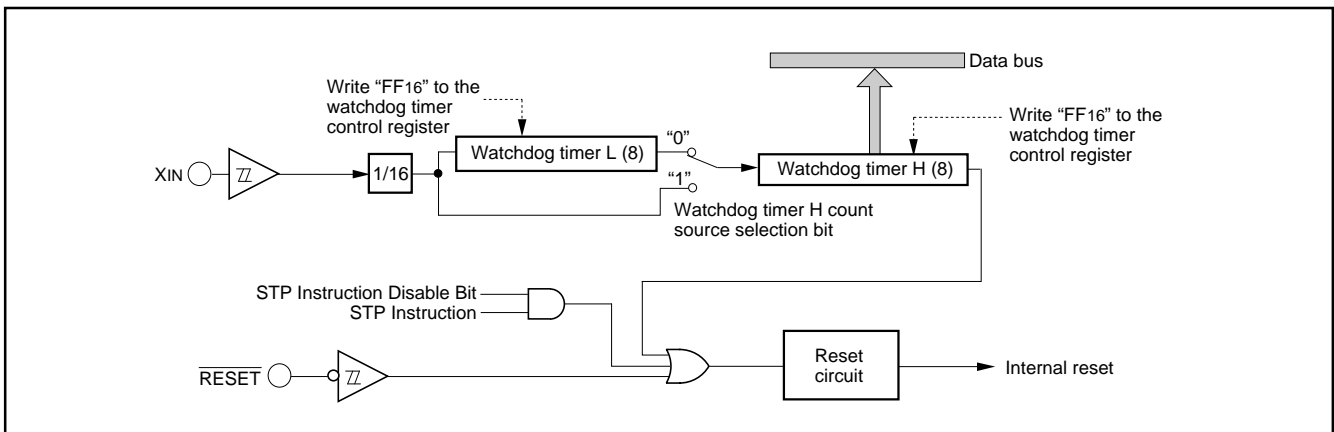 Data bus
Write “FF16” to the
watchdog timer
control register
Write “FF16” to the
watchdog timer
control register
“0”
Watchdog timer L (8)
Watchdog timer H (8)
XIN
1/16
“1”
Watchdog timer H count
source selection bit
STP Instruction Disable Bit
STP Instruction
RESET
Reset
circuit
Internal reset